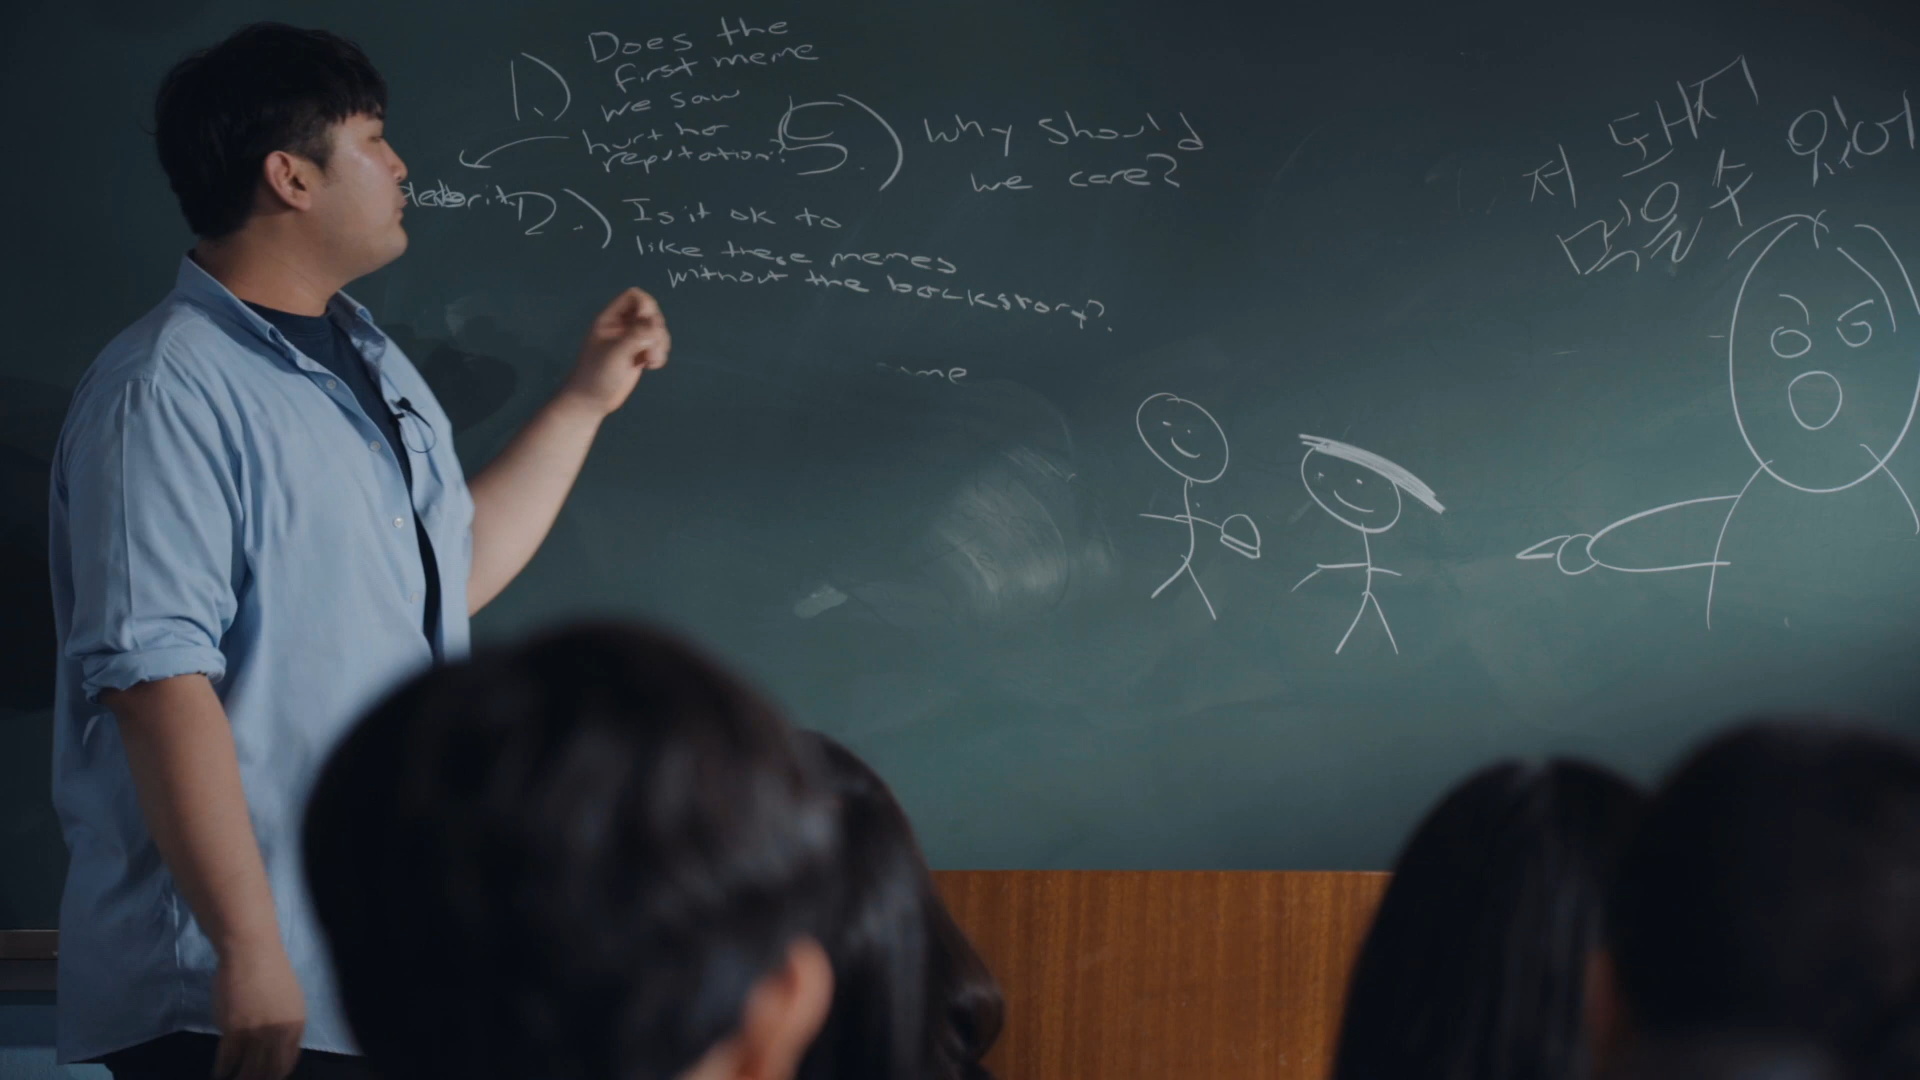 1.) Does the
first meme
we saw
hurt her
reputation?
2.) Is it ok to
like these memes
without the backstory?
me
5.) Why should
we care?
저 돼지
먹을 수 있어